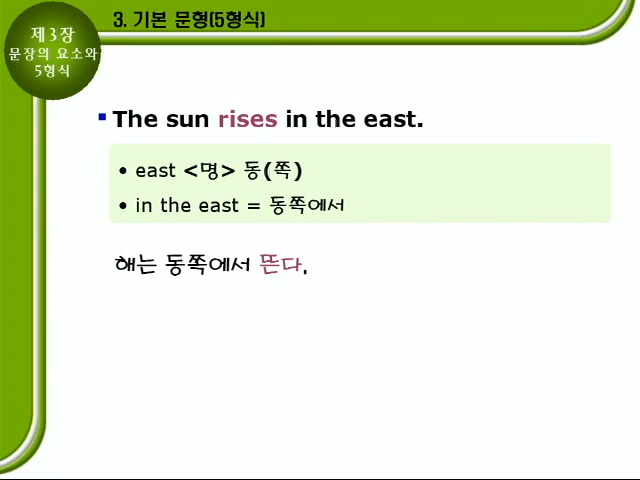 제3장
문장의 요소와
5형식
3. 기본 문형(5형식)
▪ The sun rises in the east.
• east <명> 동(쪽)
• in the east = 동쪽에서
해는 동쪽에서 뜬다.